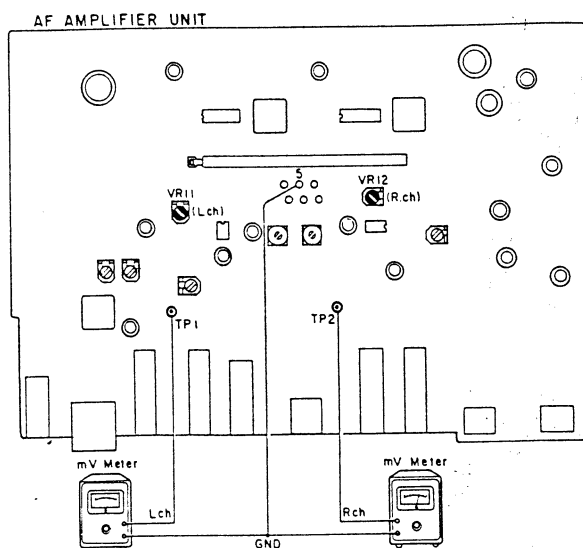 AF AMPLIFIER UNIT
5
VR11
(Lch)
VR12
(R.ch)
TP1
TP2
mV Meter
mV Meter
Lch
Rch
GND